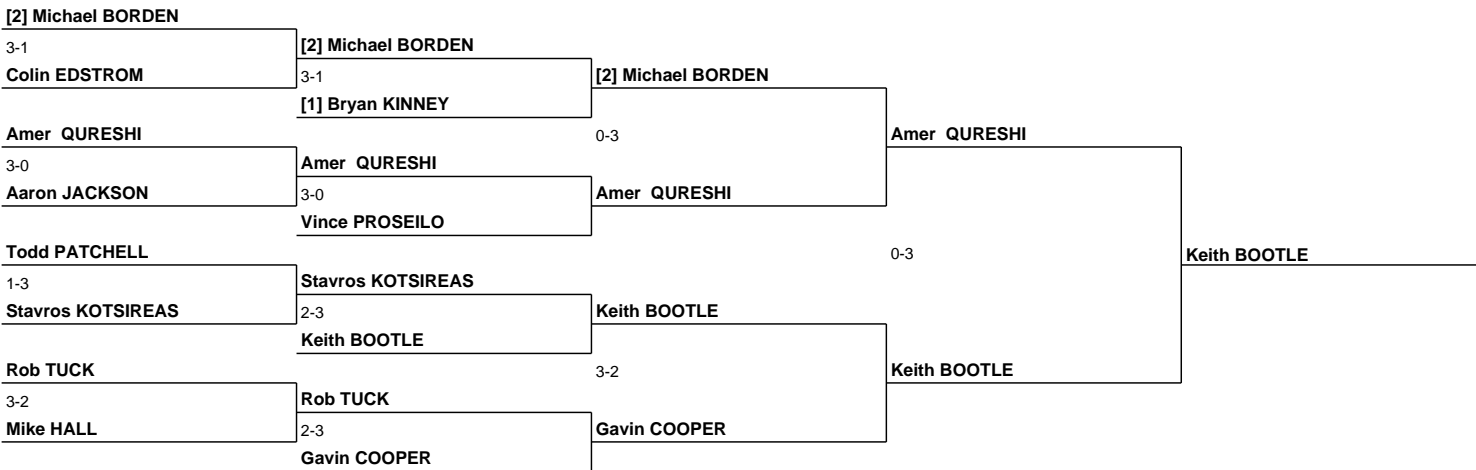 [2] Michael BORDEN
3-1
Colin EDSTROM
Amer QURESHI
3-0
Aaron JACKSON
Todd PATCHELL
1-3
Stavros KOTSIREAS
Rob TUCK
3-2
Mike HALL
[2] Michael BORDEN
3-1
[1] Bryan KINNEY
Amer QURESHI
3-0
Vince PROSEILO
Stavros KOTSIREAS
2-3
Keith BOOTLE
Rob TUCK
2-3
Gavin COOPER
[2] Michael BORDEN
0-3
Amer QURESHI
Keith BOOTLE
3-2
Gavin COOPER
Amer QURESHI
0-3
Keith BOOTLE
Keith BOOTLE